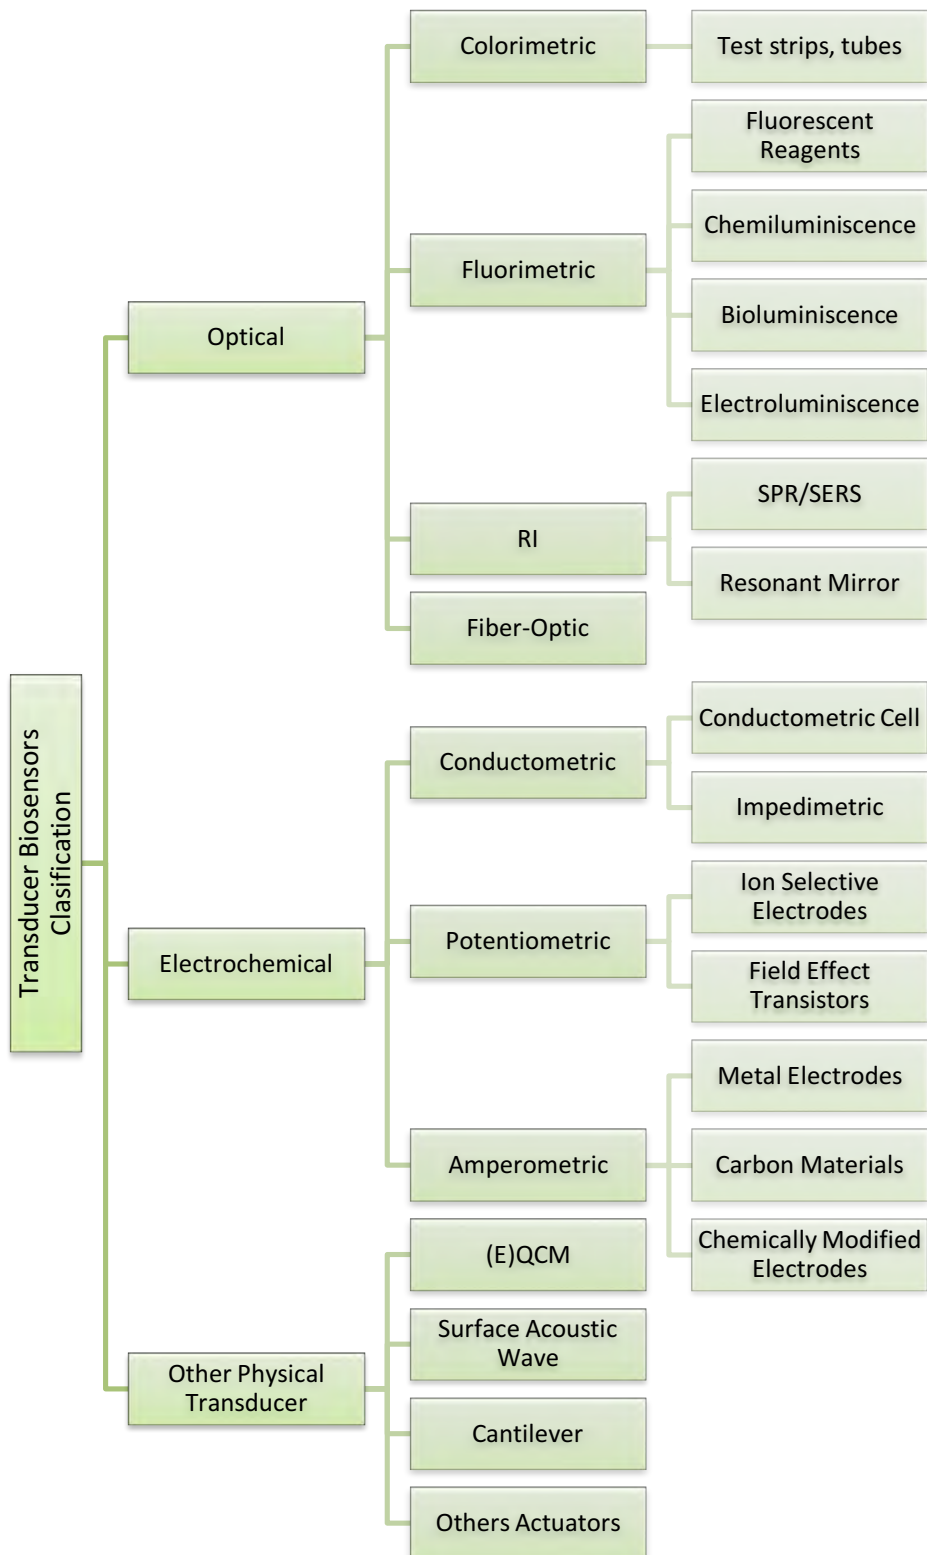 Transducer Biosensors
Clasification
Optical
Colorimetric
Test strips, tubes
Fluorimetric
Fluorescent
Reagents
Chemiluminiscence
Bioluminiscence
Electroluminiscence
RI
SPR/SERS
Resonant Mirror
Fiber-Optic
Electrochemical
Conductometric
Conductometric Cell
Impedimetric
Potentiometric
Ion Selective
Electrodes
Field Effect
Transistors
Amperometric
Metal Electrodes
Carbon Materials
Chemically Modified
Electrodes
Other Physical
Transducer
(E)QCM
Surface Acoustic
Wave
Cantilever
Others Actuators